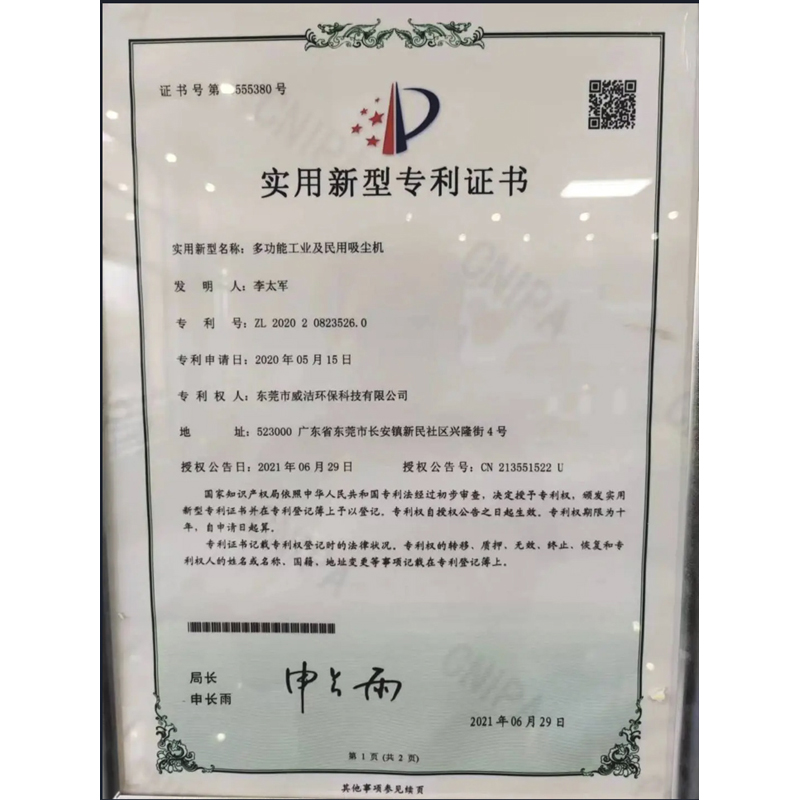 证书号第 555380号
实用新型专利证书
实用新型名称：多功能工业及民用吸尘机
发明人：李太军
专利号：ZL 2020 2 0823526.0
专利申请日：2020年05月15日
专利权人：东莞市威洁环保科技有限公司
地址：523000 广东省东莞市长安镇新民社区兴隆街4号
授权公告日：2021年06月29日 授权公告号：CN 213551522 U
国家知识产权局依照中华人民共和国专利法经过初步审查，决定授予专利权，颁发实用
新型专利证书并在专利登记簿上予以登记。专利权自授权公告之日起生效。专利权期限为十
年，自申请日起算。
专利证书记载专利权登记时的法律状况。专利权的转移、质押、无效、终止、恢复和专
利权人的姓名或名称、国籍、地址变更等事项记载在专利登记簿上。
局长
申长雨
申长雨
2021年06月29日
第 1 页 (共 2 页)
其他事项参见续页
CNIPA
CNIPA
CNIPA